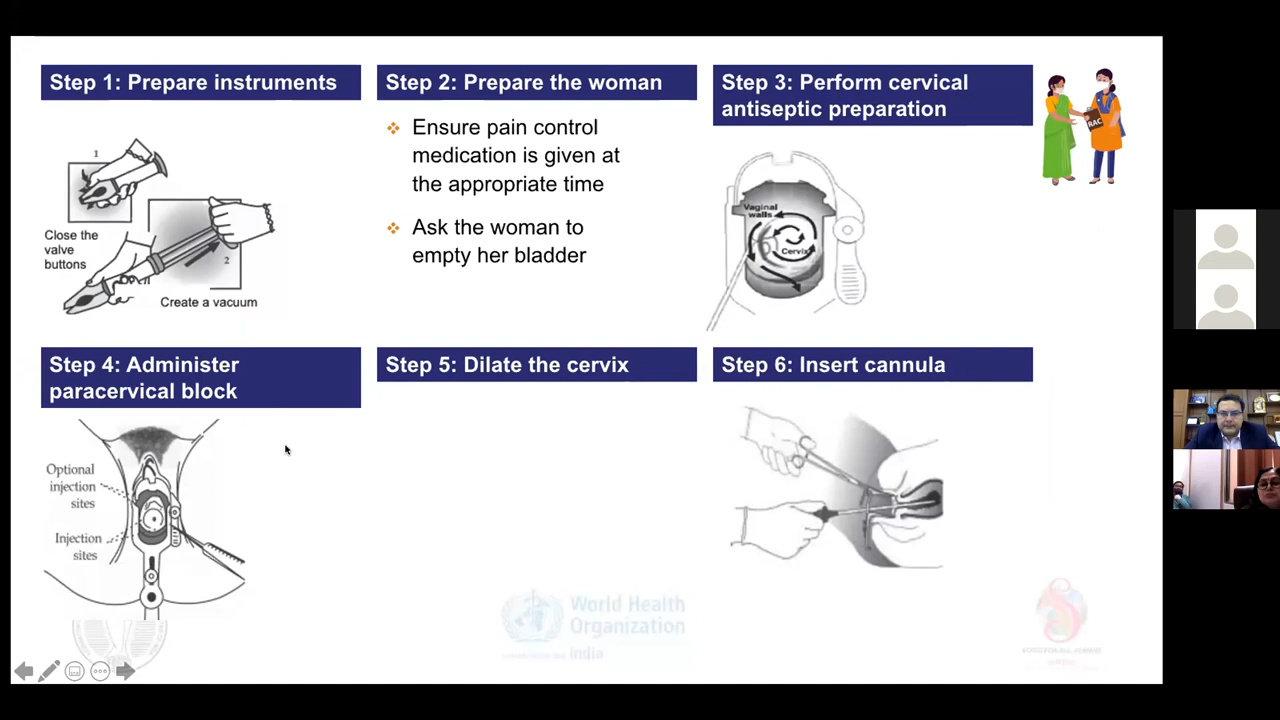 Step 1: Prepare instruments
1
Close the
valve
buttons
2
Create a vacuum
Step 2: Prepare the woman
Ensure pain control
medication is given at
the appropriate time
Ask the woman to
empty her bladder
Step 3: Perform cervical
antiseptic preparation
Vaginal
walls
Cervix
RAC
Step 4: Administer
paracervical block
Optional
injection
sites
Injection
sites
Step 5: Dilate the cervix
Step 6: Insert cannula
World Health
Organization
India